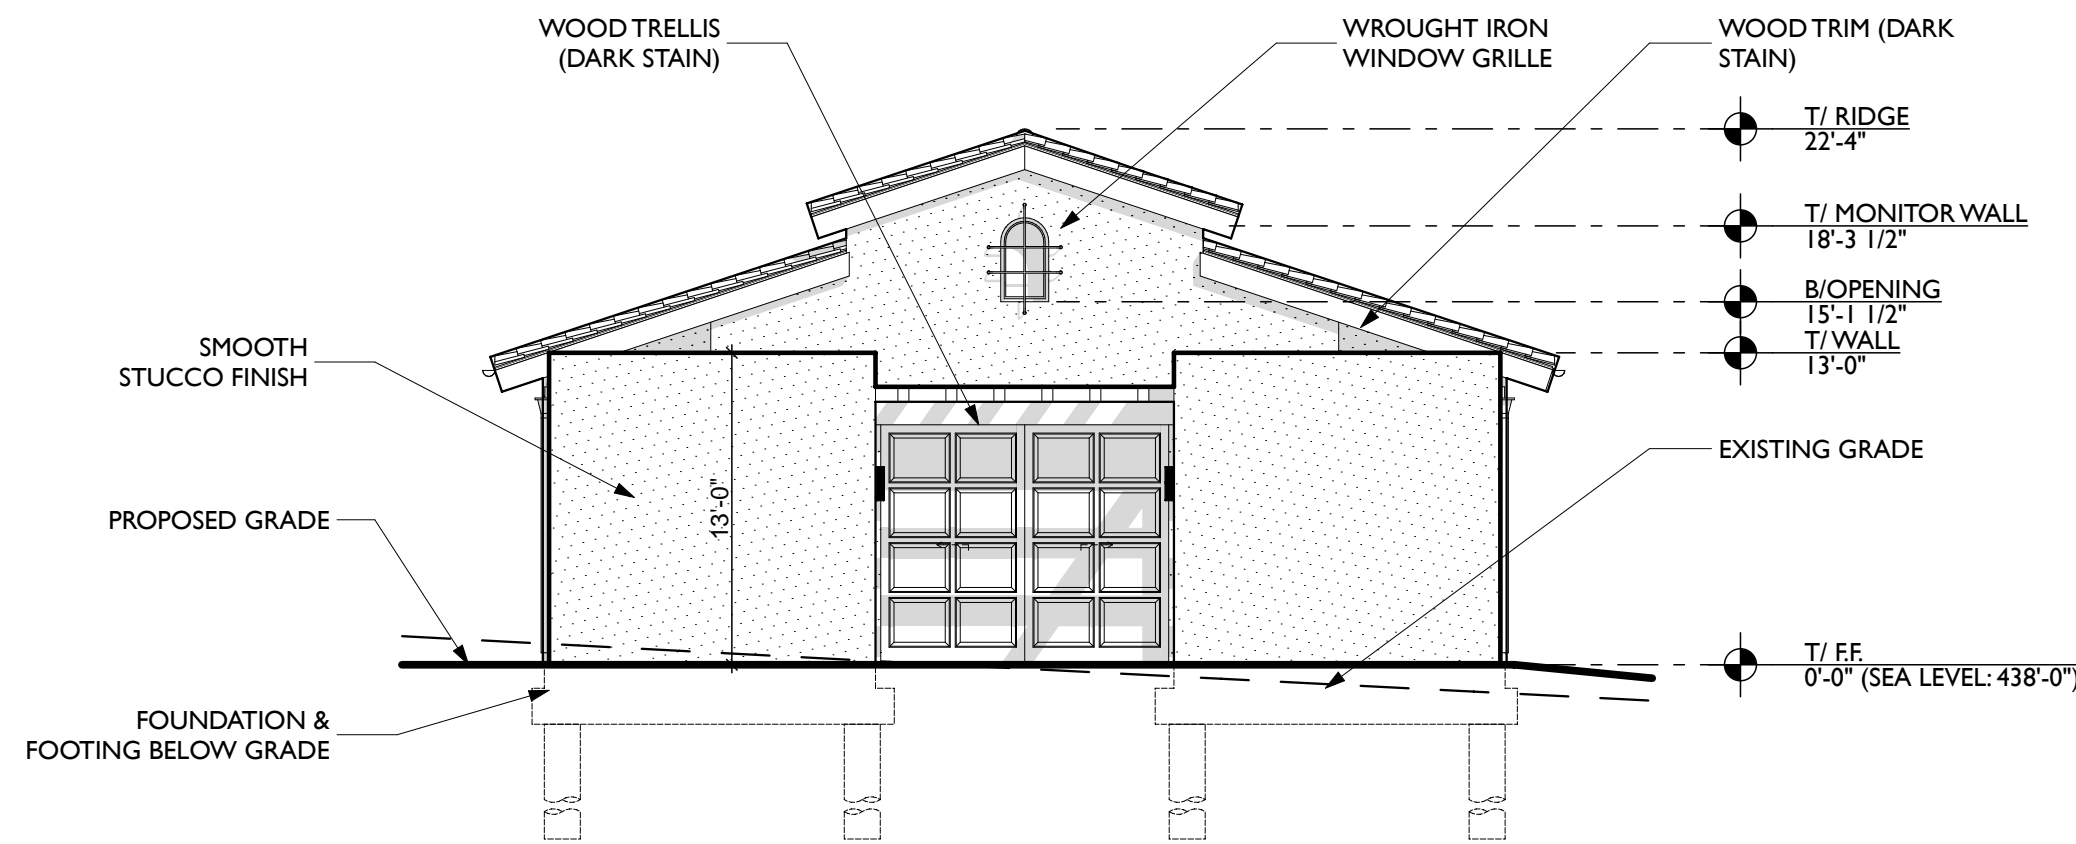 WOOD TRELLIS
(DARK STAIN)
WROUGHT IRON
WINDOW GRILLE
WOOD TRIM (DARK
STAIN)
T/ RIDGE
22'-4"
T/ MONITOR WALL
18'-3 1/2"
B/OPENING
15'-1 1/2"
T/ WALL
13'-0"
SMOOTH
STUCCO FINISH
EXISTING GRADE
13'-0"
PROPOSED GRADE
T/ F.F.
0'-0" (SEA LEVEL: 438'-0")
FOUNDATION &
FOOTING BELOW GRADE